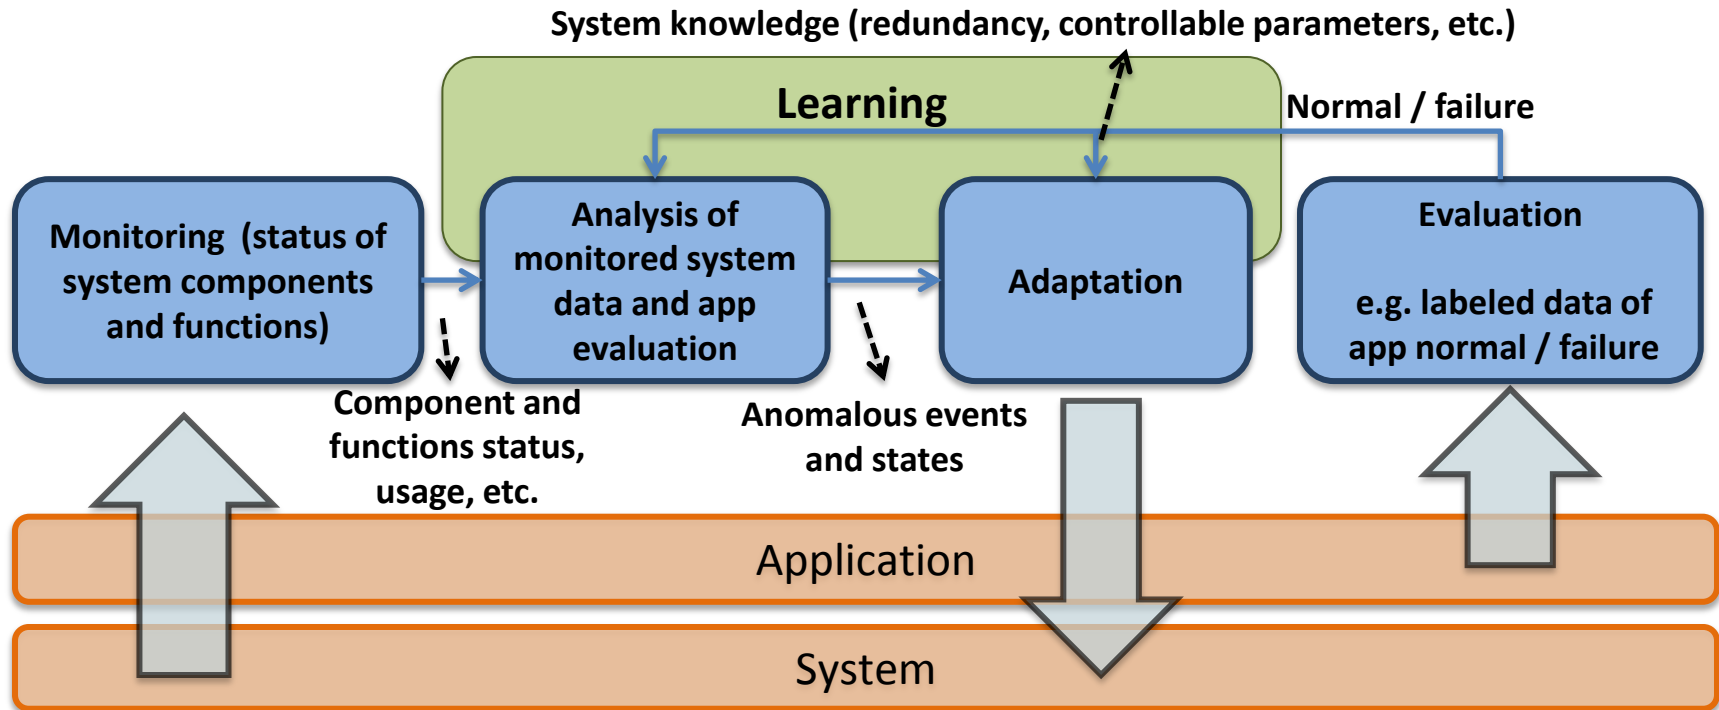 System knowledge (redundancy, controllable parameters, etc.)
Learning
Normal / failure
Monitoring (status of
system components
and functions)
Analysis of
monitored system
data and app
evaluation
Adaptation
Evaluation
e.g. labeled data of
app normal / failure
Component and
functions status,
usage, etc.
Anomalous events
and states
Application
System